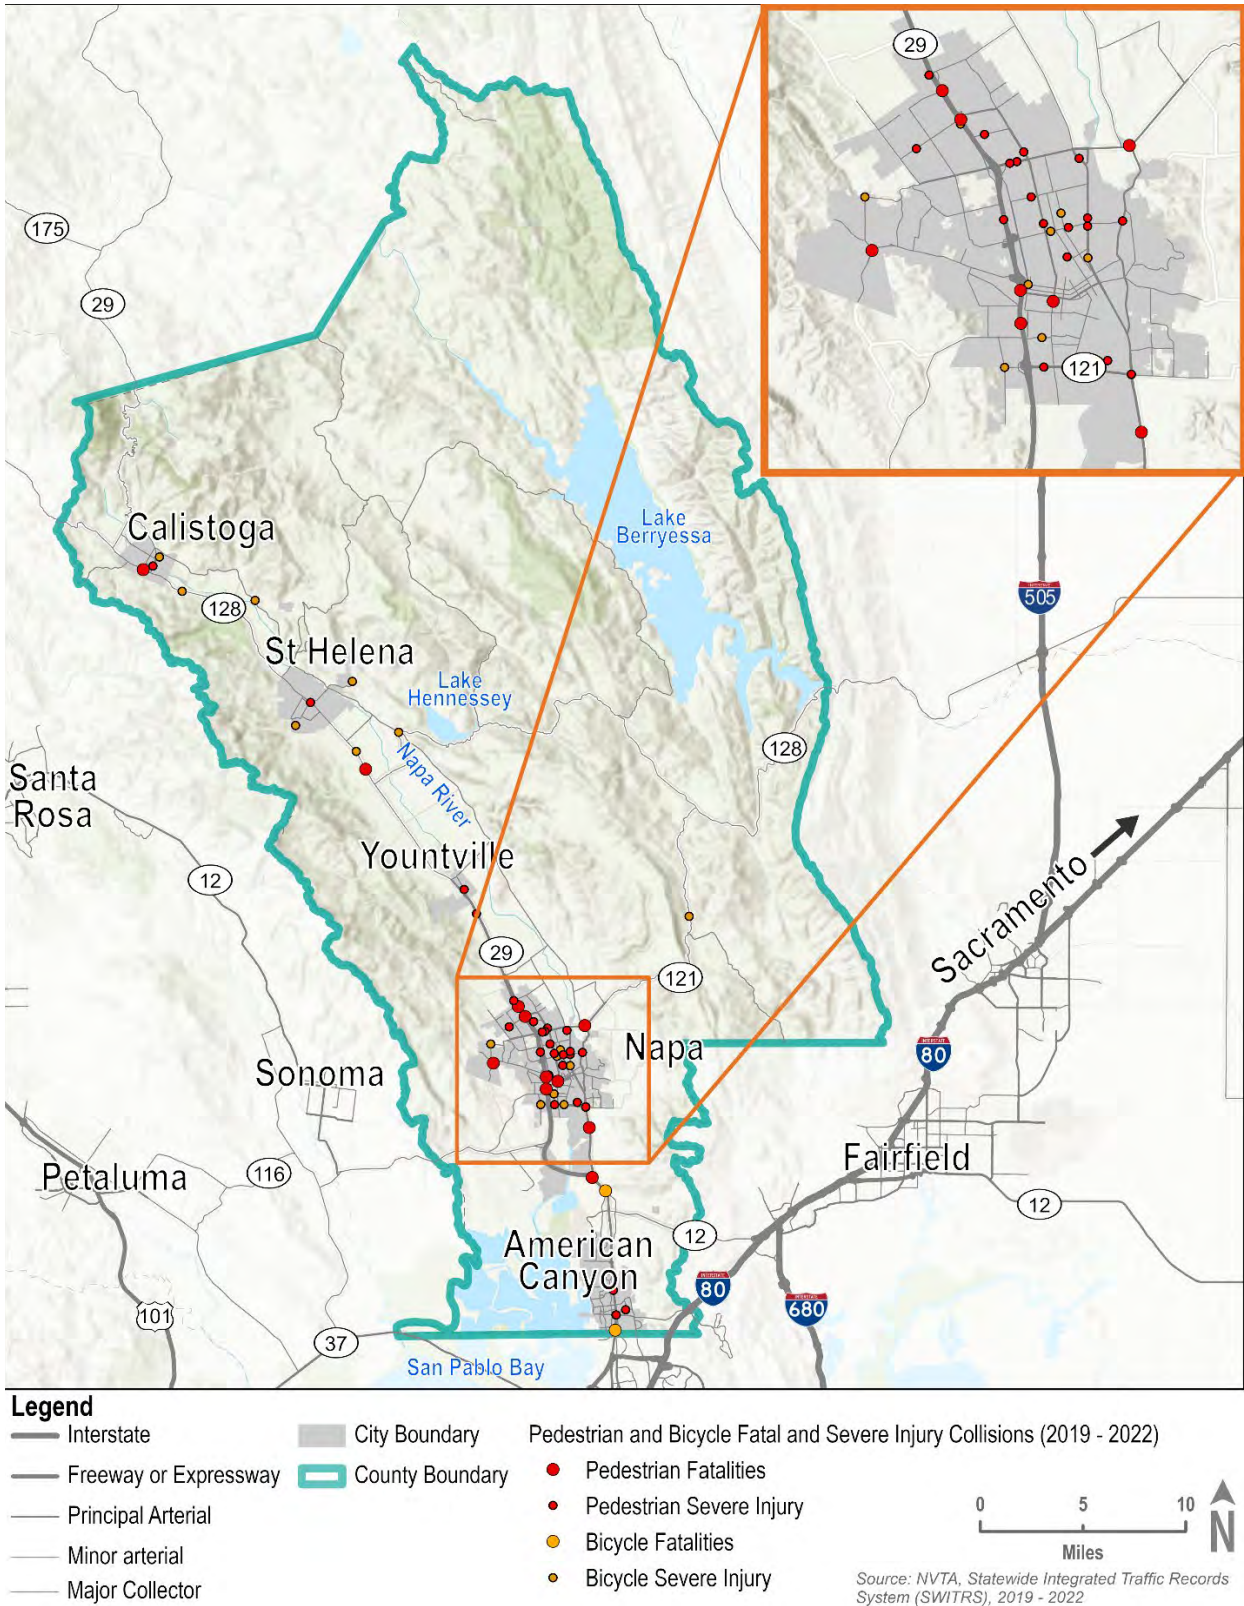 29
121
175
29
Calistoga
128
St Helena
Lake
Hennessey
Lake
Berryessa
128
Napa River
Yountville
Santa
Rosa
12
29
121
Napa
Sonoma
Petaluma
116
101
37
American
Canyon
San Pablo Bay
12
INTERSTATE
80
INTERSTATE
680
INTERSTATE
505
Sacramento
INTERSTATE
80
Fairfield
12
Legend
Interstate
Freeway or Expressway
Principal Arterial
Minor arterial
Major Collector
City Boundary
County Boundary
Pedestrian and Bicycle Fatal and Severe Injury Collisions (2019 - 2022)
Pedestrian Fatalities
Pedestrian Severe Injury
Bicycle Fatalities
Bicycle Severe Injury
0 5 10
Miles
N
Source: NVTA, Statewide Integrated Traffic Records
System (SWITRS), 2019 - 2022